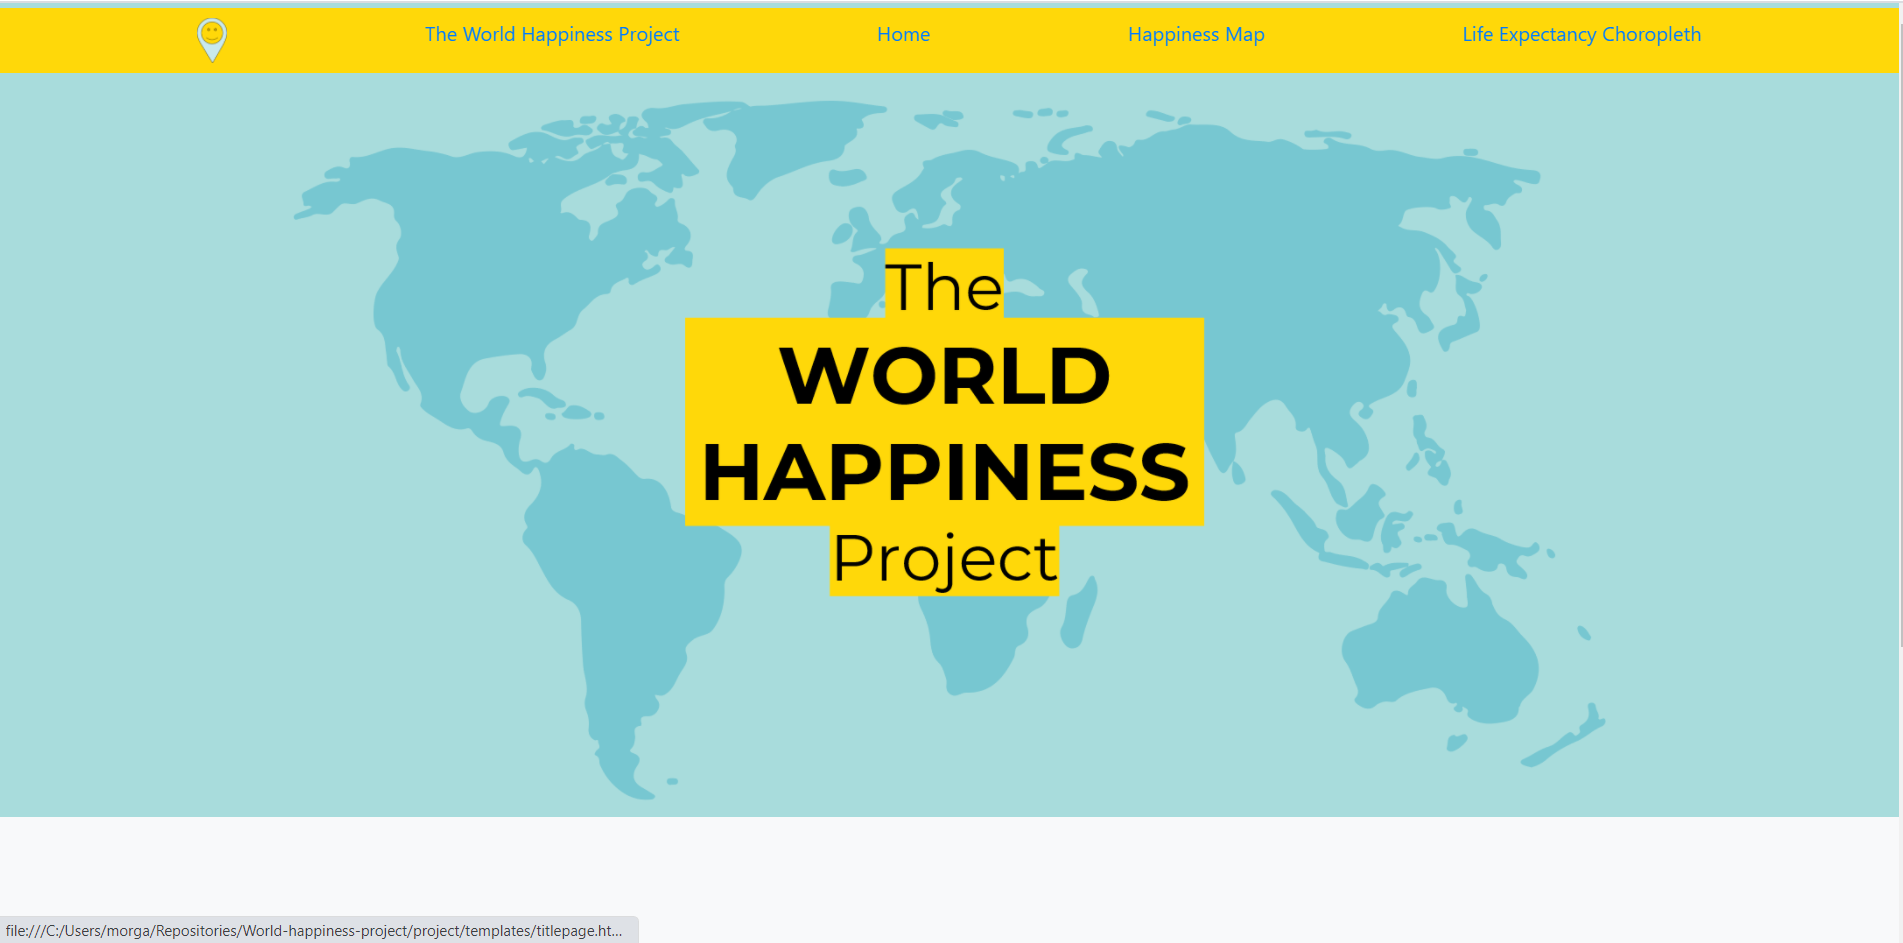 The World Happiness Project
Home
Happiness Map
Life Expectancy Choropleth
The
WORLD
HAPPINESS
Project
file:///C:/Users/morga/Repositories/World-happiness-project/project/templates/titlepage.ht...